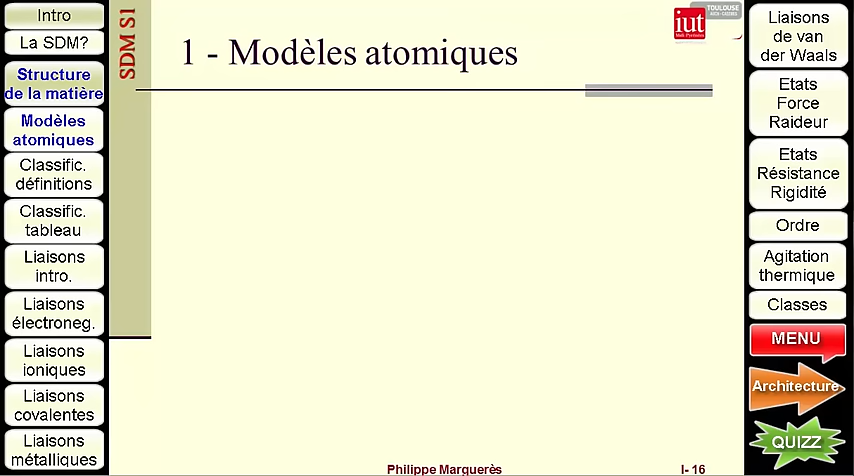 Intro
La SDM?
Structure
de la matière
Modèles
atomiques
Classific.
définitions
Classific.
tableau
Liaisons
intro.
Liaisons
électroneg.
Liaisons
ioniques
Liaisons
covalentes
Liaisons
métalliques
SDM S1
1 - Modèles atomiques
iut
TOULOUSE
Philippe Marguerès
I- 16
Liaisons
de van
der Waals
Etats
Force
Raideur
Etats
Résistance
Rigidité
Ordre
Agitation
thermique
Classes
MENU
Architecture
QUIZZ